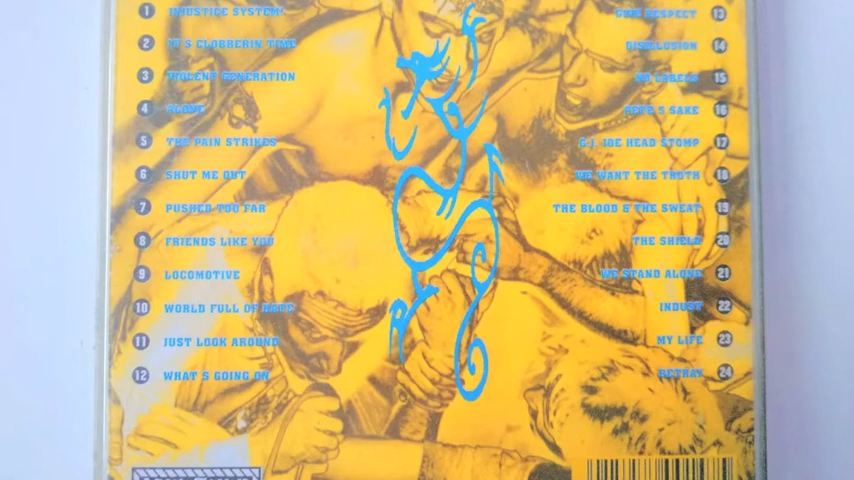 1 INJUSTICE SYSTEM!
2 IT'S CLOBBERIN TIME
3 VIOLENT GENERATION
4 ALONE
5 THE PAIN STRIKES
6 SHUT ME OUT
7 PUSHED TOO FAR
8 FRIENDS LIKE YOU
9 LOCOMOTIVE
10 WORLD FULL OF HATE
11 JUST LOOK AROUND
12 WHAT S GOING ON
GIVE RESPECT 13
DISILLUSION 14
NO LABELS 15
PETE S SAKE 16
G.I. JOE HEAD STOMP 17
WE WANT THE TRUTH 18
THE BLOOD & THE SWEAT 19
THE SHIELD 20
WE STAND ALONE 21
INDUST 22
MY LIFE 23
BETRAY 24